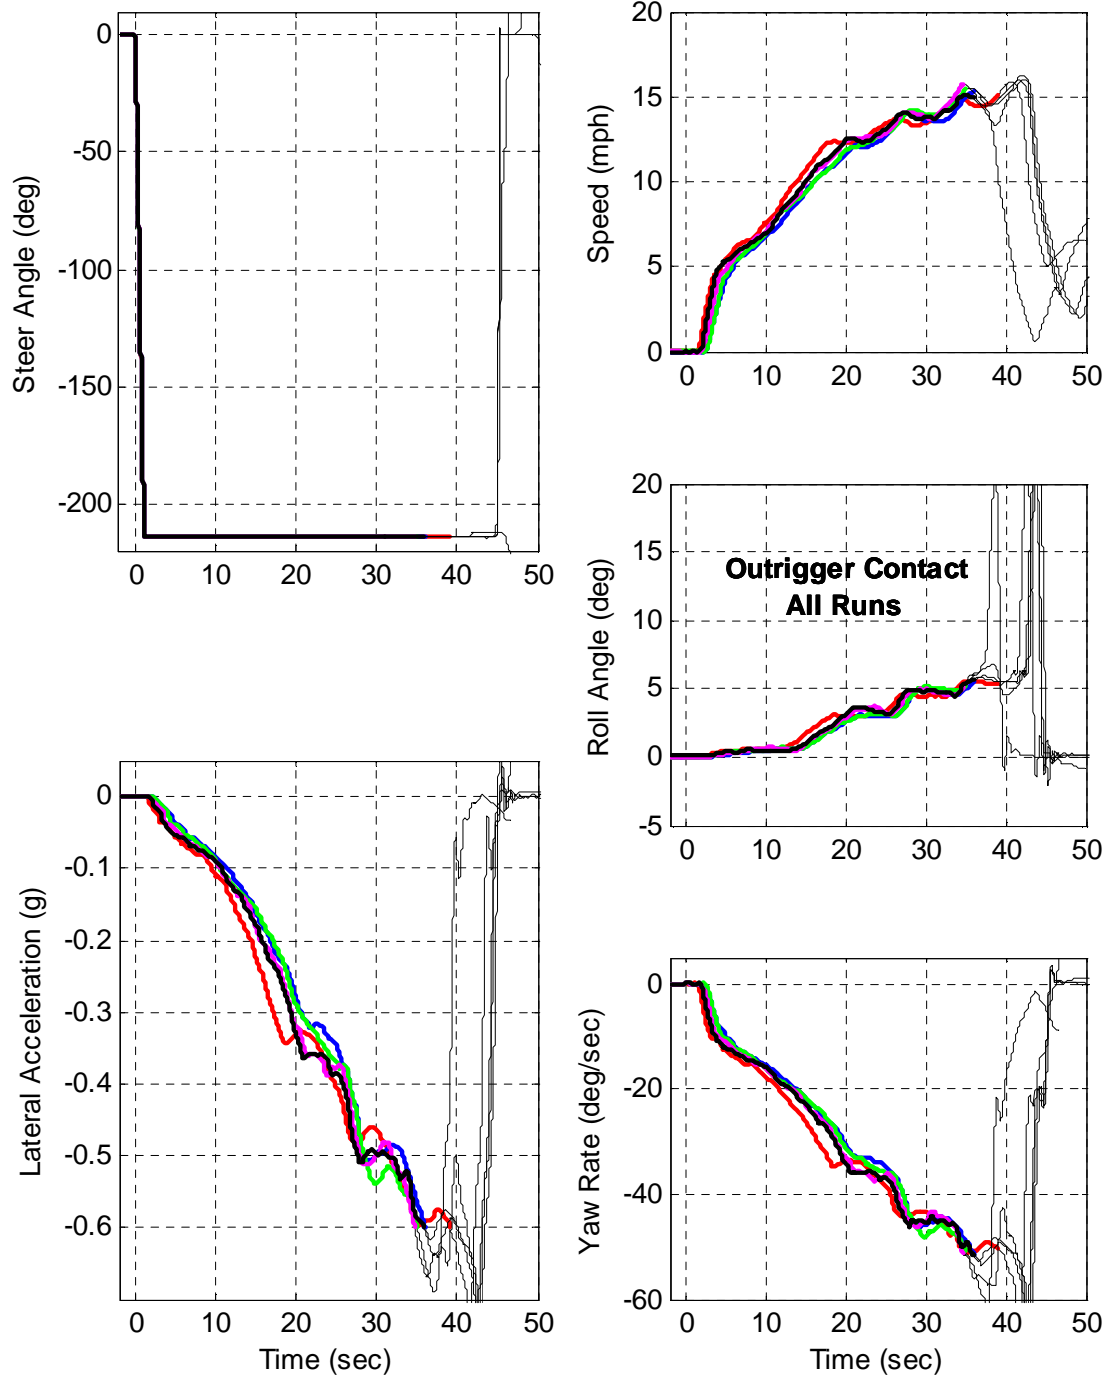 0
-50
-100
-150
-200
Steer Angle (deg)
0 10 20 30 40 50
20
15
10
5
0
Speed (mph)
0 10 20 30 40 50
20
15
10
5
0
-5
Roll Angle (deg)
Outrigger Contact
All Runs
0 10 20 30 40 50
0
-0.1
-0.2
-0.3
-0.4
-0.5
-0.6
Lateral Acceleration (g)
0 10 20 30 40 50
Time (sec)
0
-20
-40
-60
Yaw Rate (deg/sec)
0 10 20 30 40 50
Time (sec)